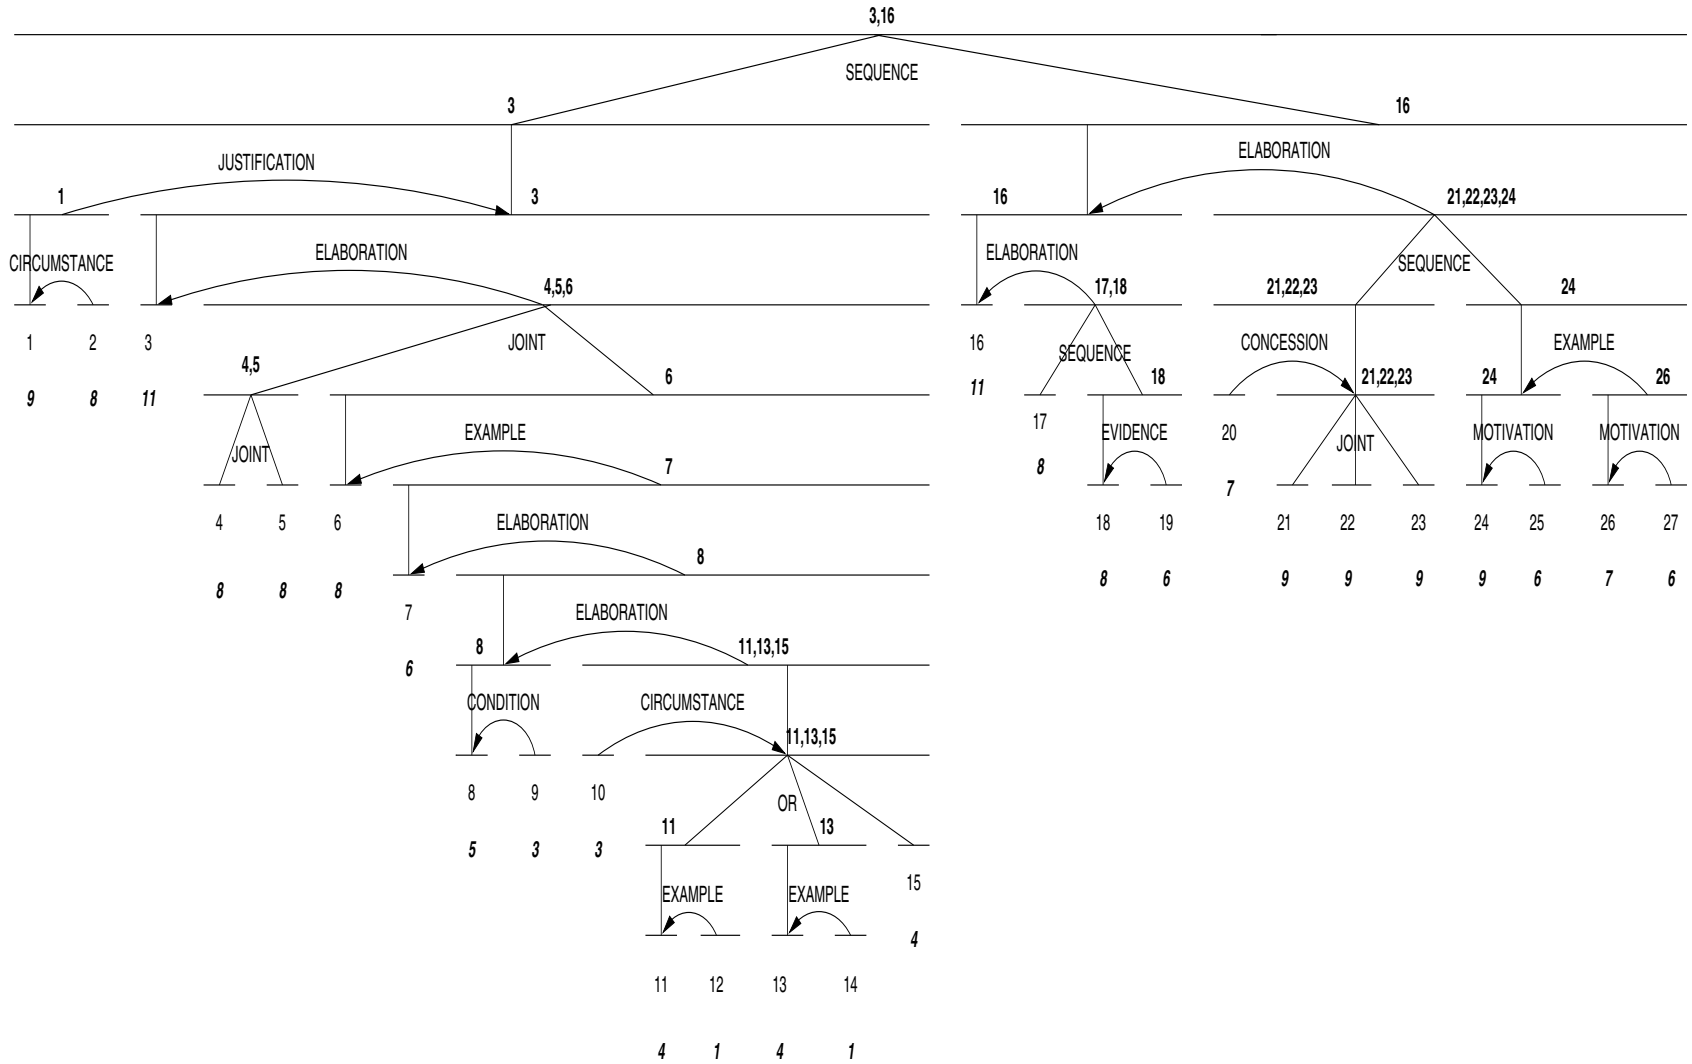 3,16
SEQUENCE
3 16
JUSTIFICATION ELABORATION
1 3 16 21,22,23,24
CIRCUMSTANCE ELABORATION ELABORATION SEQUENCE
4,5,6 17,18 21,22,23 24
1 2 3 JOINT 16 SEQUENCE CONCESSION EXAMPLE
4,5 6 18 21,22,23 24 26
9 8 11 11
17
EXAMPLE EVIDENCE 20 JOINT MOTIVATION MOTIVATION
JOINT
7 8 7
4 5 6 ELABORATION 18 19 21 22 23 24 25 26 27
8
8 8 8 8 6 9 9 9 9 6 7 6
7 ELABORATION
8 11,13,15
6
CONDITION CIRCUMSTANCE
11,13,15
8 9 10 OR
11 13
5 3 3
15
EXAMPLE EXAMPLE
4
11 12 13 14
4 1 4 1